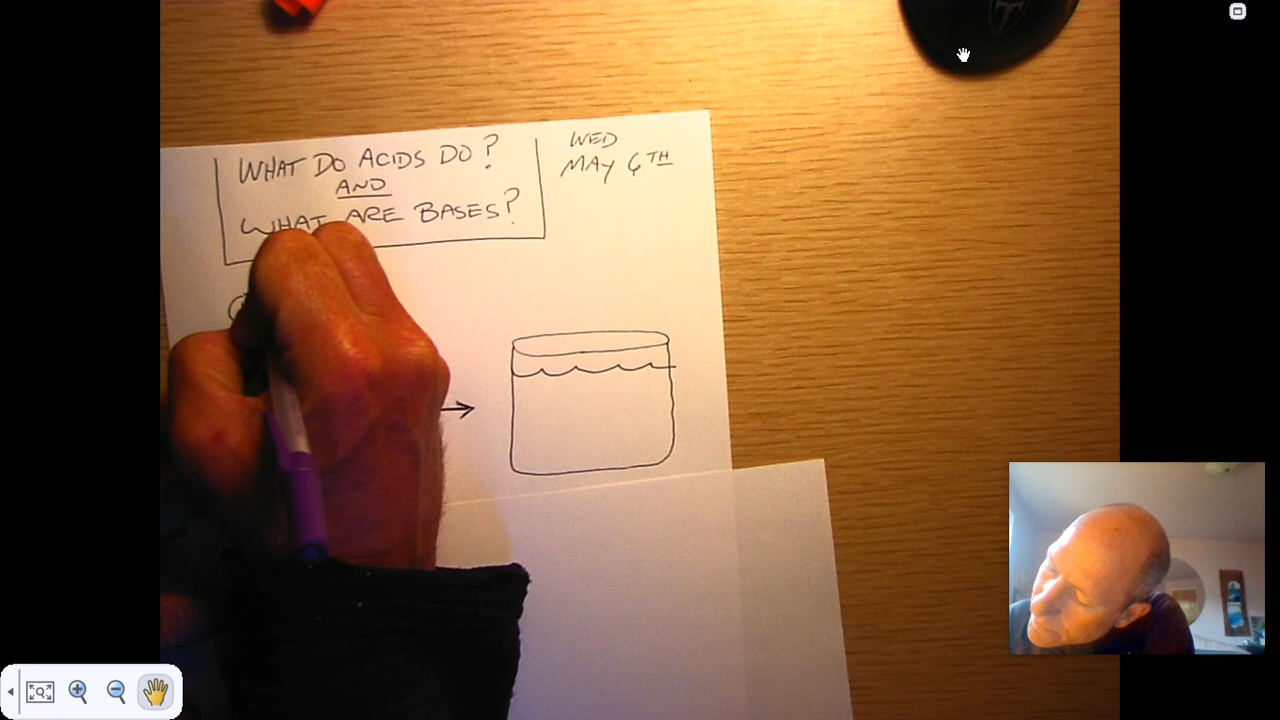 WHAT DO ACIDS DO?
AND
WHAT ARE BASES?
WED
MAY 6TH